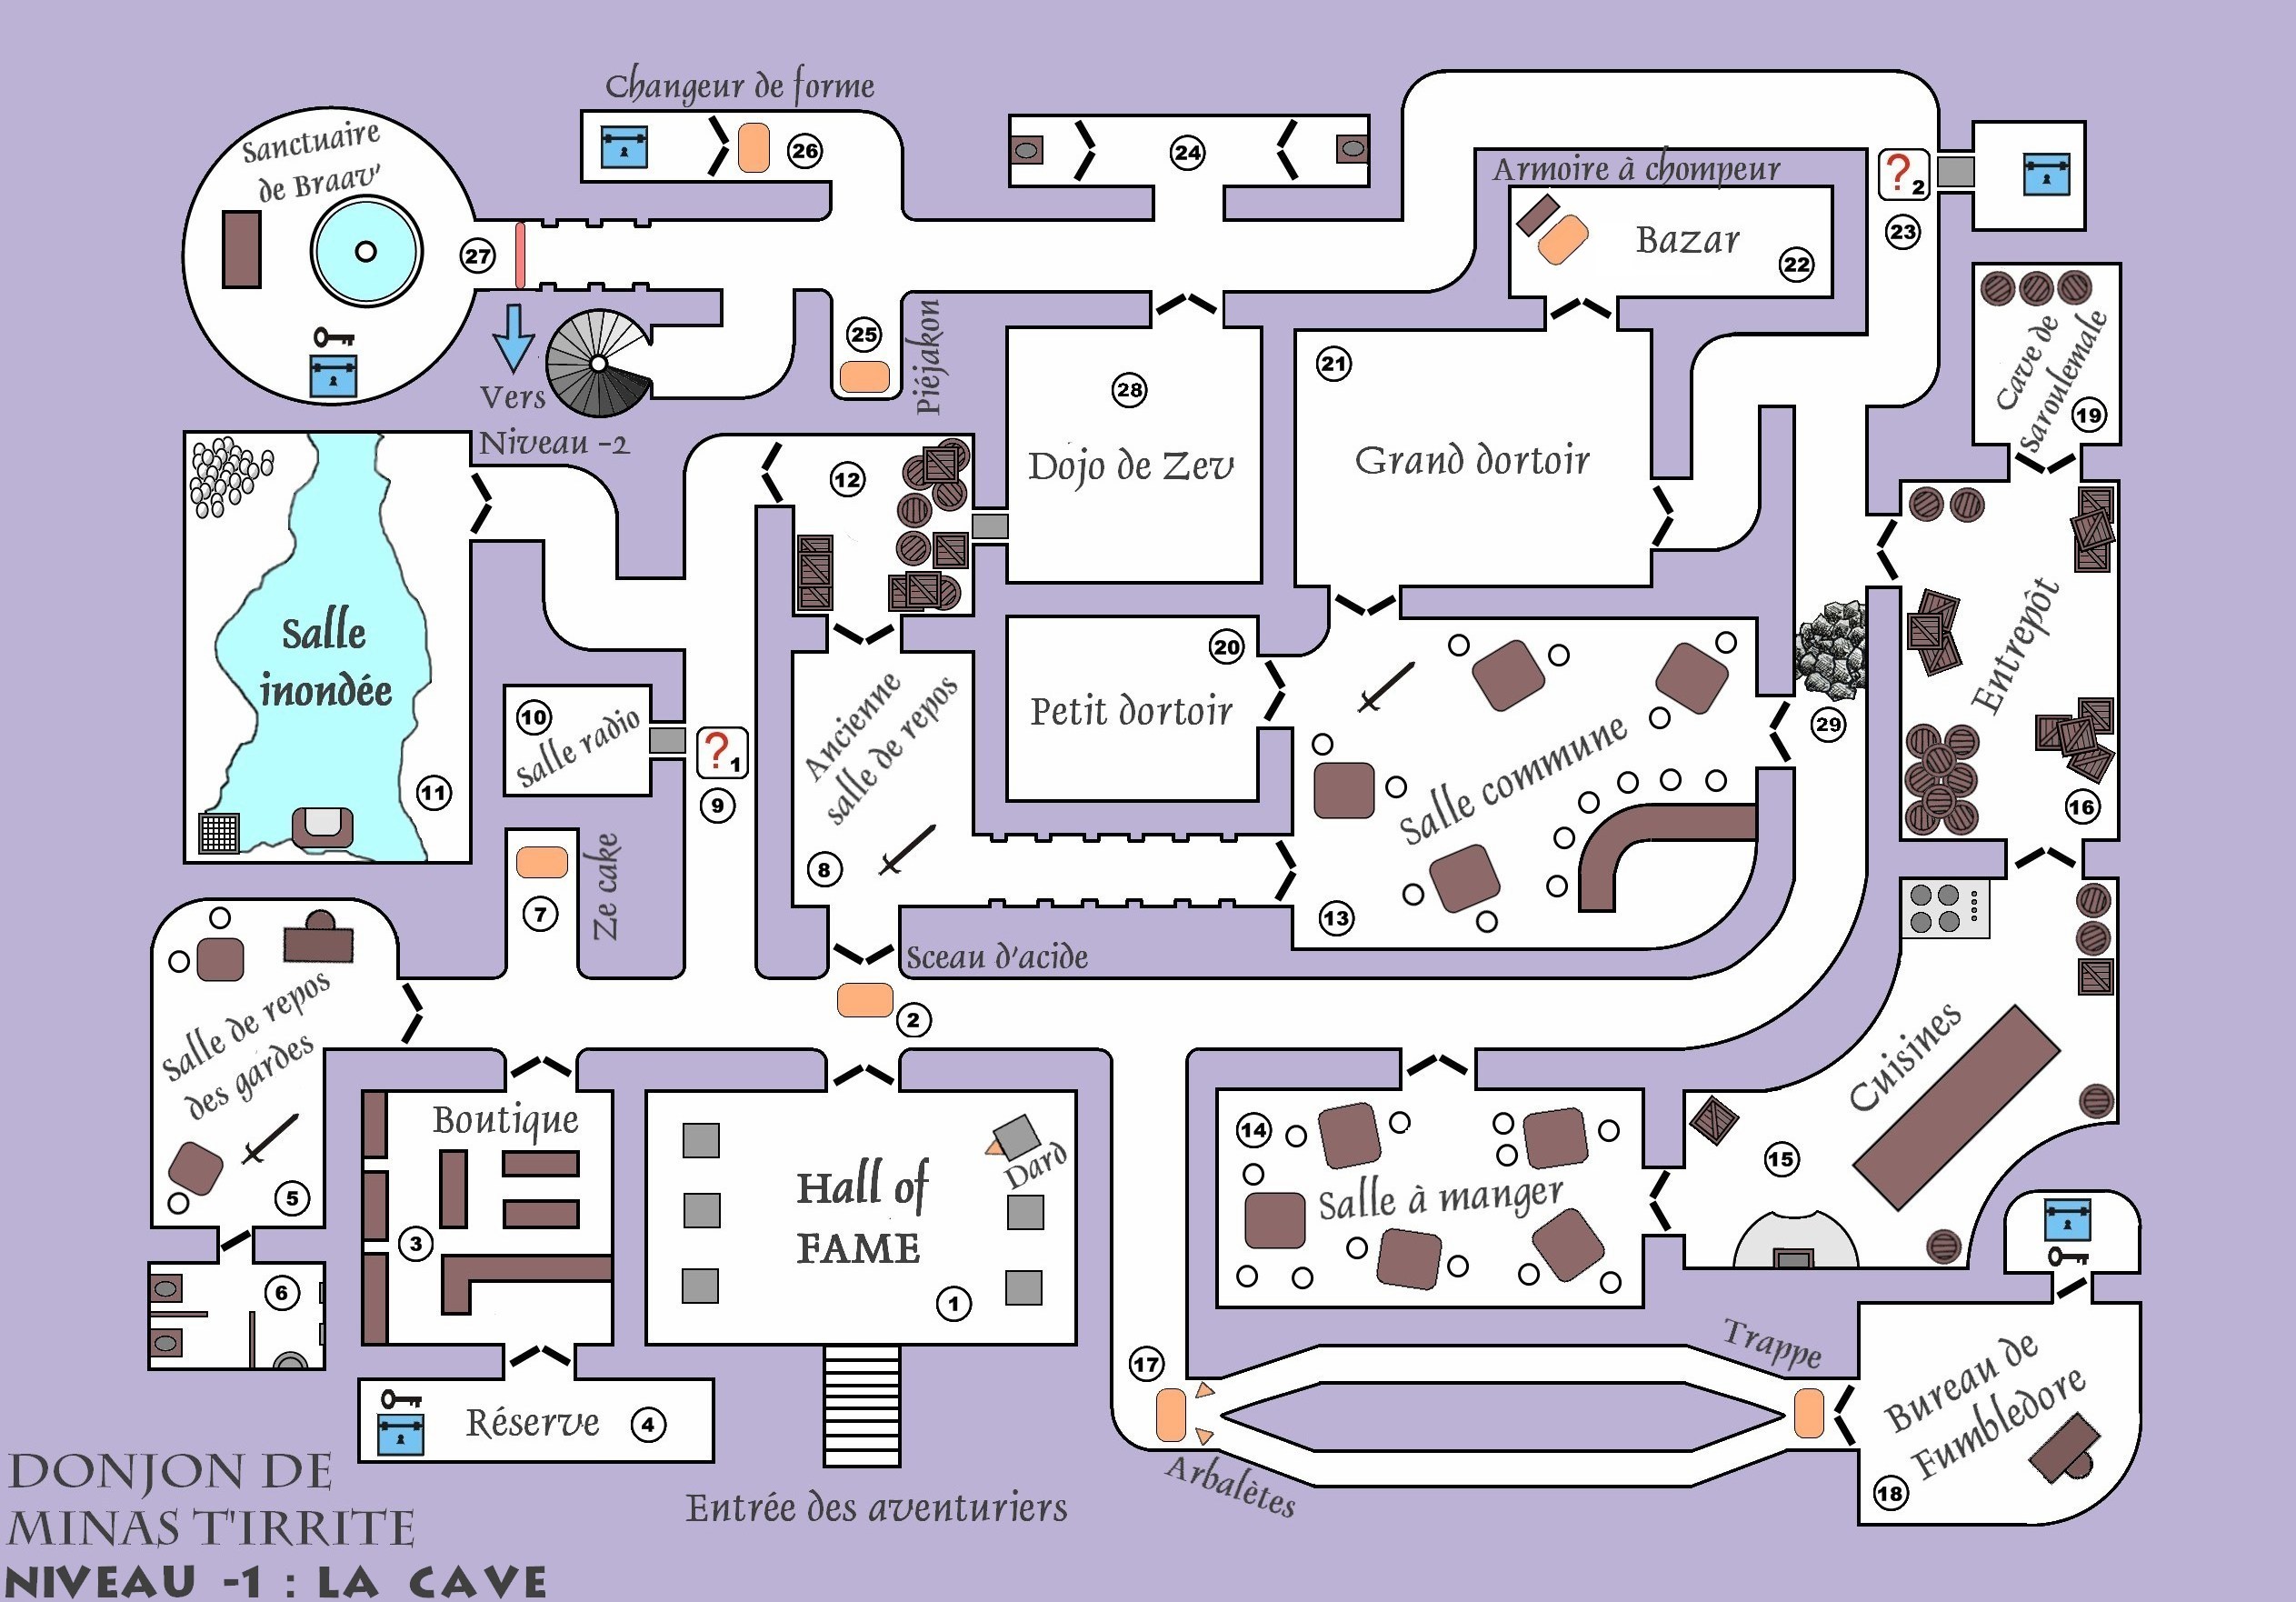 Changeur de forme
26
24
Sanctuaire
de Braav'
27
Armoire à chompeur
Bazar
22
?2
23
25
Piéjakon
Vers
Niveau -2
28
Dojo de Zev
21
Grand dortoir
Cave de
Saroulemale
19
12
Salle
inondée
11
10
Salle radio
?1
9
Ancienne
salle de repos
8
20
Petit dortoir
Salle commune
13
29
Entrepôt
16
7
Ze cake
Sceau d'acide
2
Salle de repos
des gardes
5
6
Boutique
3
Hall of
FAME
Dard
1
14
Salle à manger
15
Cuisines
17
Arbalètes
Trappe
Bureau de
Fumbledore
18
Réserve
4
Entrée des aventuriers
DONJON DE
MINAS T'IRRITE
NIVEAU -1 : LA CAVE